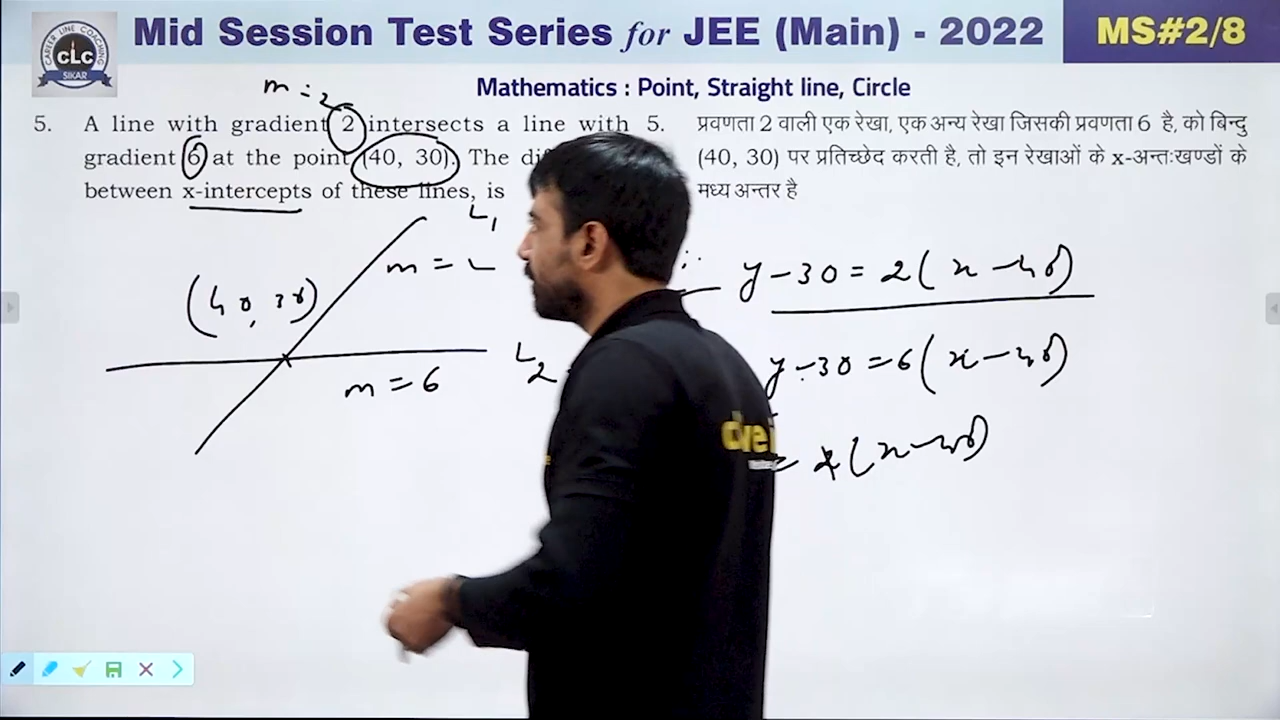 Mid Session Test Series for JEE (Main) - 2022
MS#2/8
CAREER LINE COACHING
CLC
SIKAR
Mathematics : Point, Straight line, Circle
m = 2
5. A line with gradient 2 intersects a line with
gradient 6 at the point (40, 30). The
between x-intercepts of these lines, is
5. प्रवणता 2 वाली एक रेखा, एक अन्य रेखा जिसकी प्रवणता 6 है, को बिन्दु
(40, 30) पर प्रतिच्छेद करती है, तो इन रेखाओं के x-अन्तःखण्डों के
मध्य अन्तर है
L1
m =
(40, 30)
L2
m = 6
y-30 = 2(x-40)
y-30 = 6(x-40)
= 4(x-40)